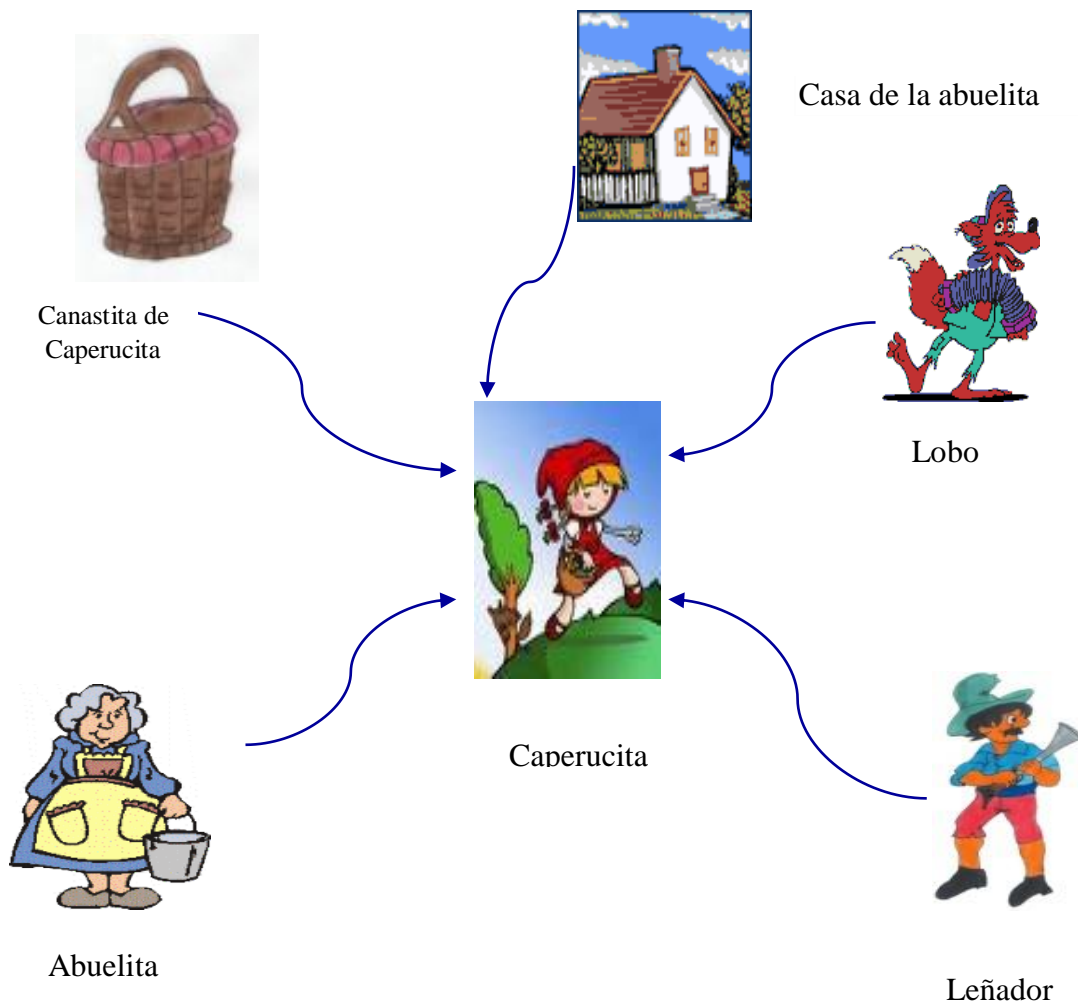 Casa de la abuelita
Canastita de
Caperucita
Lobo
Caperucita
Abuelita
Leñador